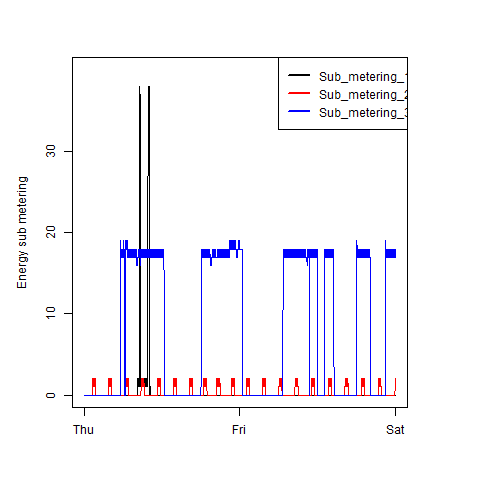 Sub_metering_1
Sub_metering_2
Sub_metering_3
Energy sub metering
0
10
20
30
Thu
Fri
Sat